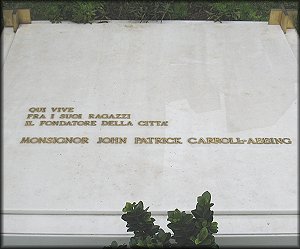 QUI VIVE
FRA I SUOI RAGAZZI
IL FONDATORE DELLA CITTÀ
MONSIGNOR JOHN PATRICK CARROLL-ABBING